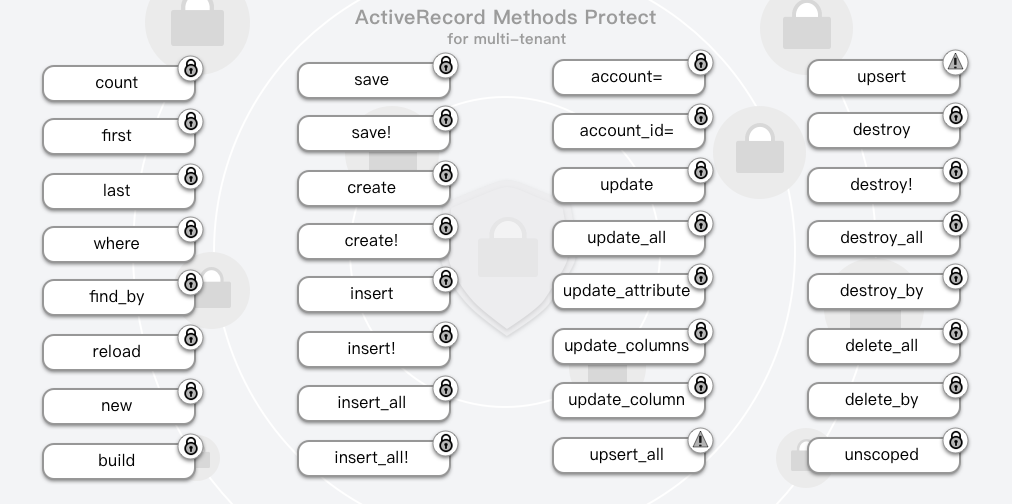 ActiveRecord Methods Protect
for multi-tenant
count
first
last
where
find_by
reload
new
build
save
save!
create
create!
insert
insert!
insert_all
insert_all!
account=
account_id=
update
update_all
update_attribute
update_columns
update_column
upsert_all
upsert
destroy
destroy!
destroy_all
destroy_by
delete_all
delete_by
unscoped